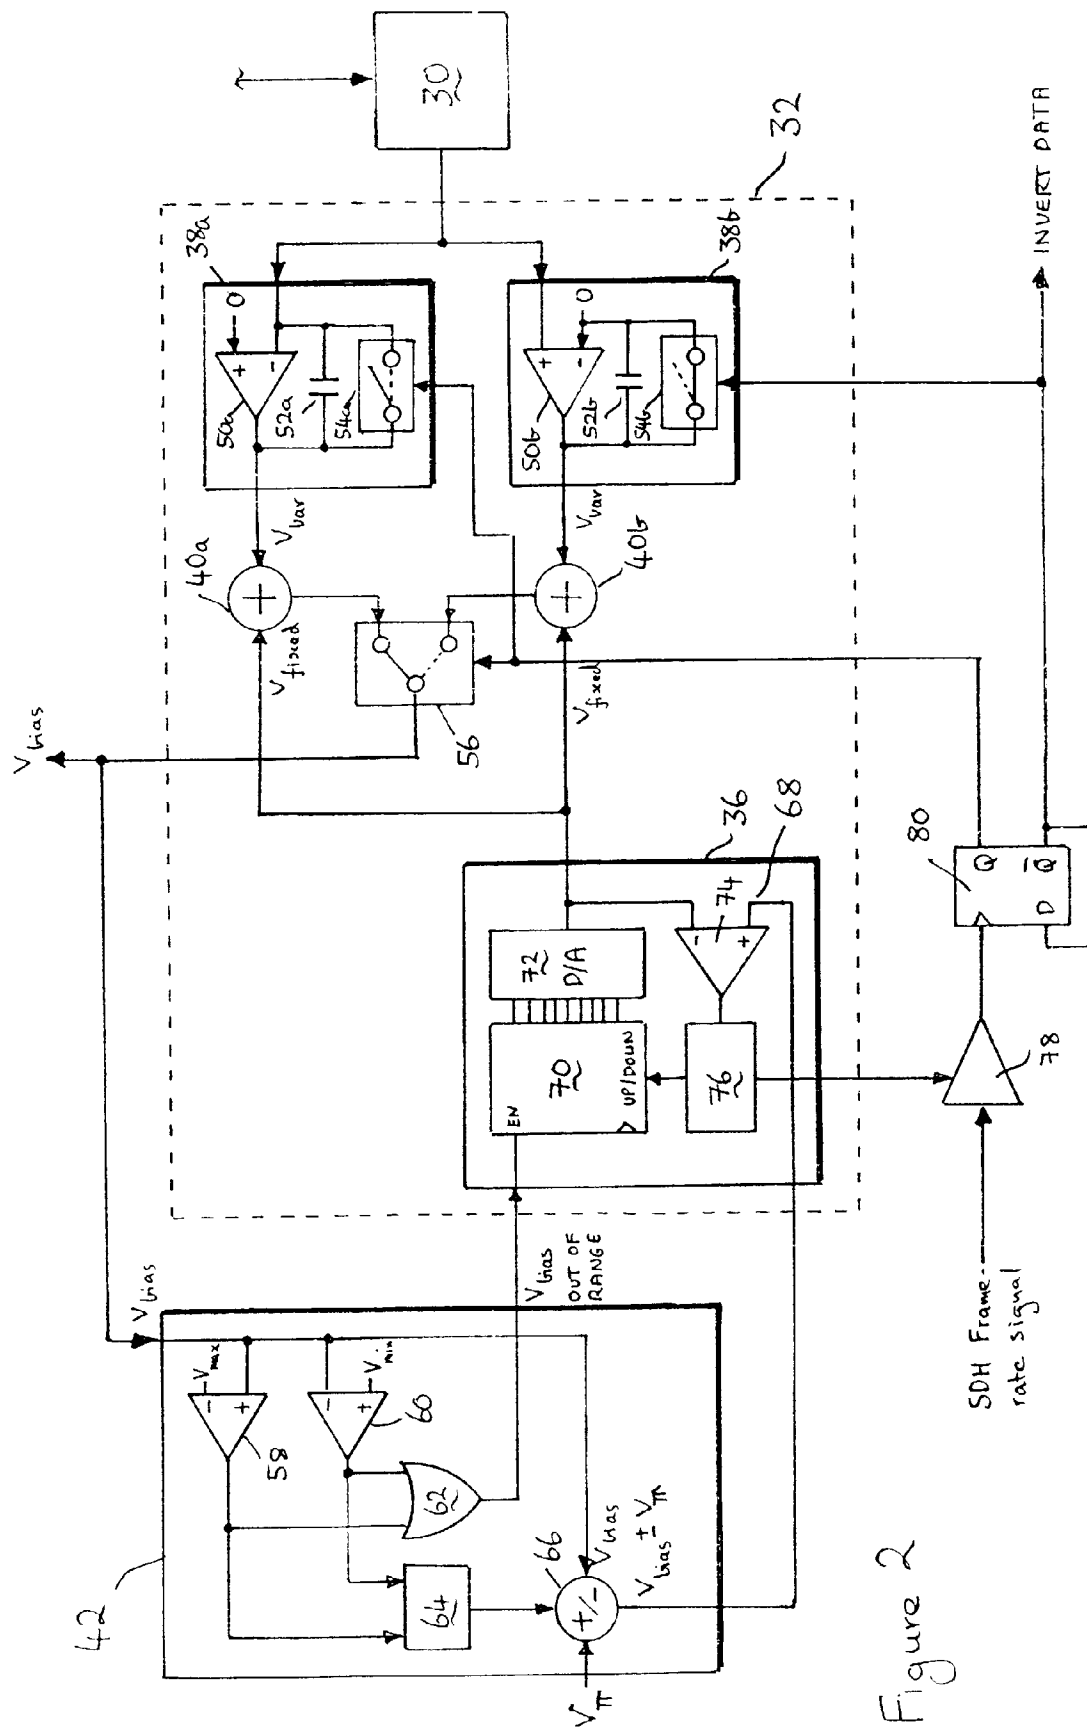 30
32
38a
0
+
-
50a
52a
54a
38b
0
+
-
50b
52b
54b
Vvar
Vvar
40a
+
40b
+
Vfixed
Vfixed
56
Vbias
36
72
D/A
74
-
+
68
70
EN
UP/DOWN
76
80
Q
Q̅
D
INVERT DATA
78
SDH Frame-
rate signal
Vbias
OUT OF
RANGE
Vbias
42
Vmax
-
+
58
Vmin
-
+
60
62
64
66
+/-
Vbias
Vbias ± Vπ
Vπ
Figure 2